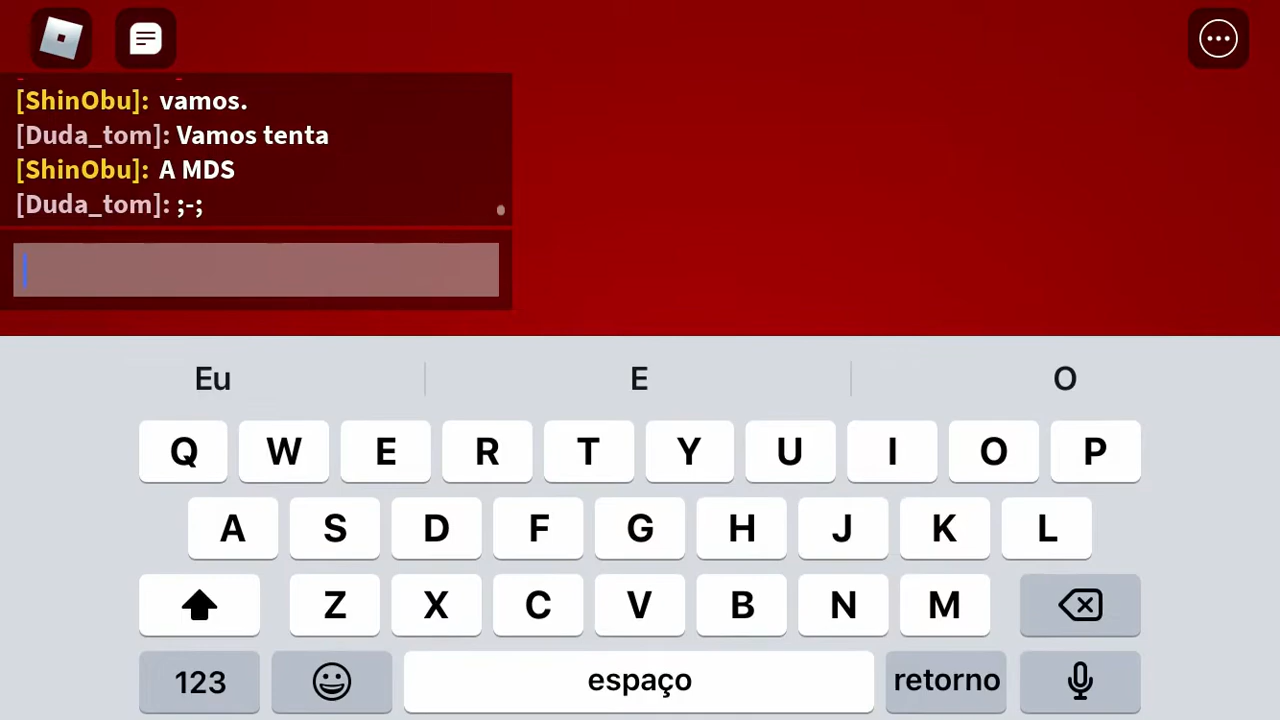 [ShinObu]: vamos.
[Duda_tom]: Vamos tenta
[ShinObu]: A MDS
[Duda_tom]: ;-;
Eu E O
Q W E R T Y U I O P
A S D F G H J K L
Z X C V B N M
123 espaço retorno